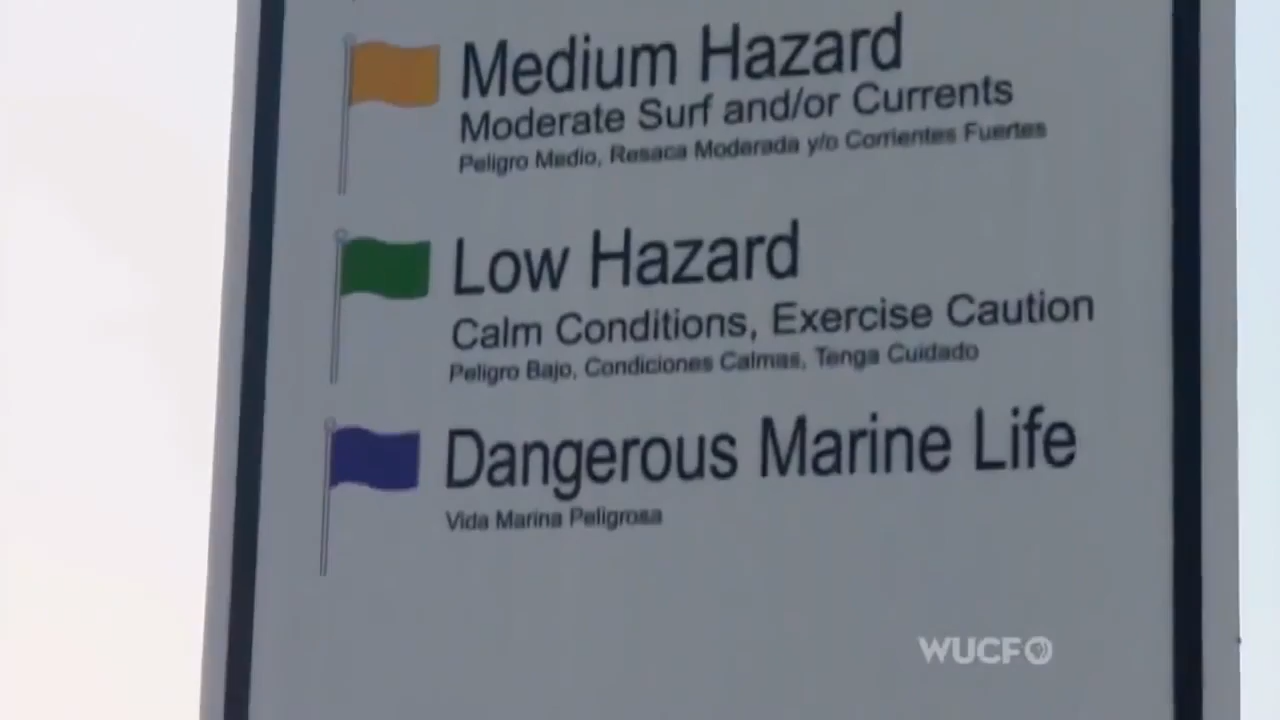 Medium Hazard
Moderate Surf and/or Currents
Peligro Medio, Resaca Moderada y/o Corrientes Fuertes
Low Hazard
Calm Conditions, Exercise Caution
Peligro Bajo, Condiciones Calmas, Tenga Cuidado
Dangerous Marine Life
Vida Marina Peligrosa
WUCF